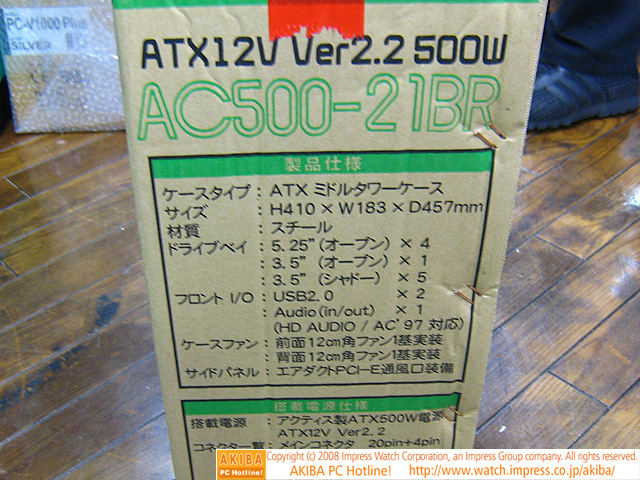 PC-V1000 Plus
SILVER
ATX12V Ver2.2 500W
AC500-21BR
製品仕様
ケースタイプ : ATX ミドルタワーケース
サイズ : H410 × W183 × D457mm
材質 : スチール
ドライブベイ : 5.25"(オープン) × 4
: 3.5" (オープン) × 1
: 3.5" (シャドー) × 5
フロント I/O : USB2.0 × 2
: Audio(in/out) × 1
(HD AUDIO / AC'97 対応)
ケースファン : 前面12cm角ファン1基実装
背面12cm角ファン1基実装
サイドパネル : エアダクトPCI-E通風口装備
搭載電源仕様
搭載電源 : アクティス製ATX500W電源
ATX12V Ver2.2
コネクター覧 : メインコネクタ 20pin+4pin
AKIBA PC Hotline!
Copyright (c) 2008 Impress Watch Corporation, an Impress Group company. All rights reserved.
AKIBA PC Hotline! http://www.watch.impress.co.jp/akiba/